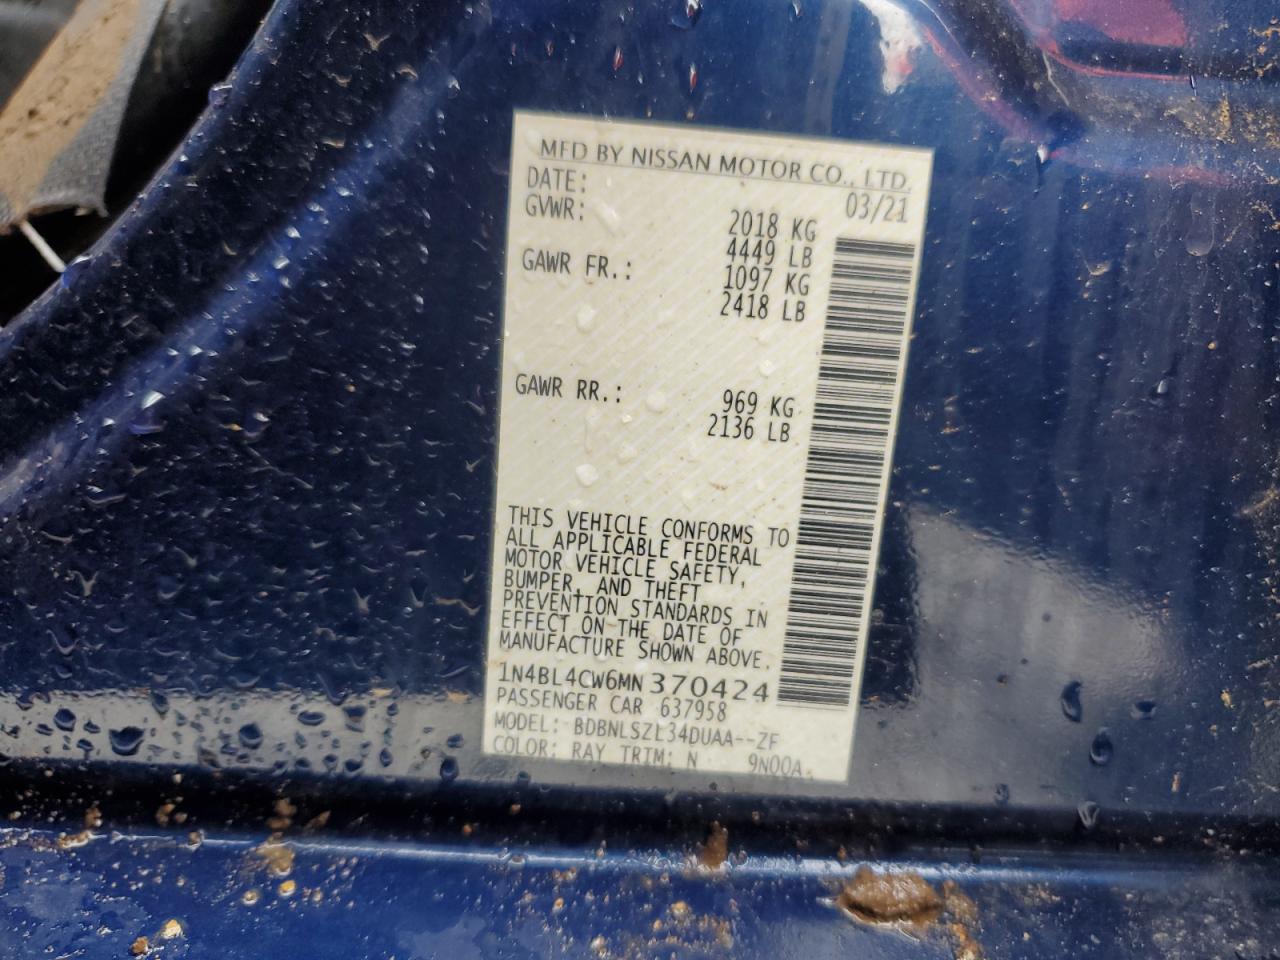 MFD BY NISSAN MOTOR CO., LTD.
DATE: 03/21
GVWR: 2018 KG
4449 LB
GAWR FR.: 1097 KG
2418 LB
GAWR RR.: 969 KG
2136 LB
THIS VEHICLE CONFORMS TO
ALL APPLICABLE FEDERAL
MOTOR VEHICLE SAFETY,
BUMPER, AND THEFT
PREVENTION STANDARDS IN
EFFECT ON THE DATE OF
MANUFACTURE SHOWN ABOVE.
1N4BL4CW6MN370424
PASSENGER CAR 637958
MODEL: BDBNLSZL34DUAA--ZF
COLOR: RAY TRIM: N 9N00A